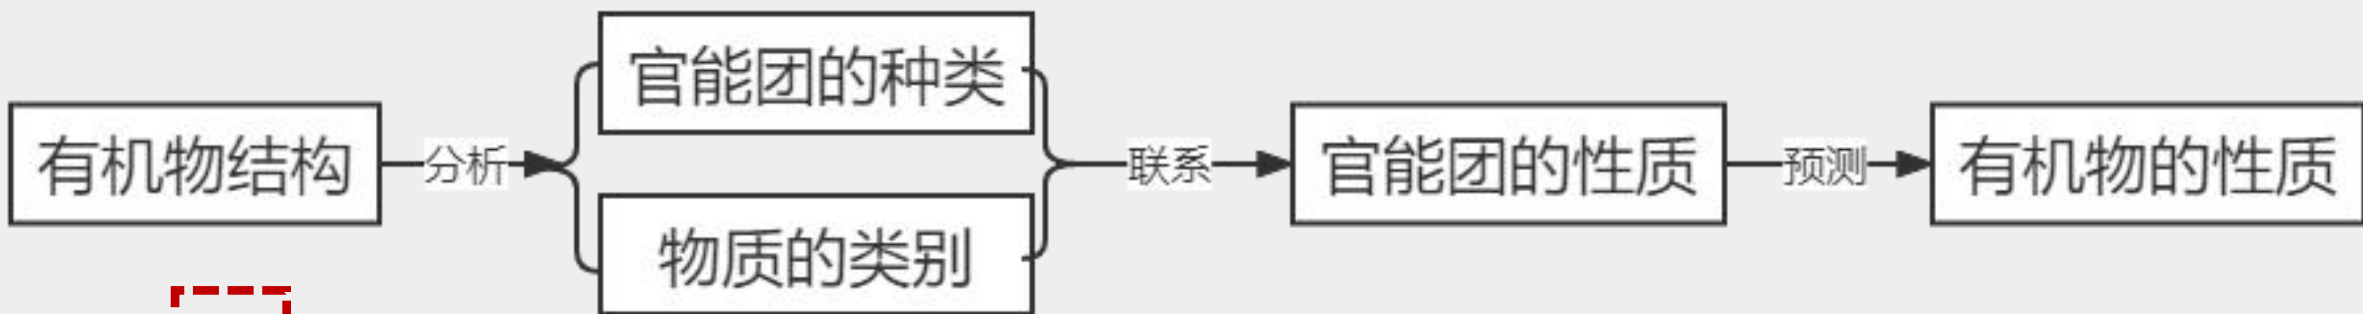 有机物结构
分析
官能团的种类
物质的类别
联系
官能团的性质
预测
有机物的性质